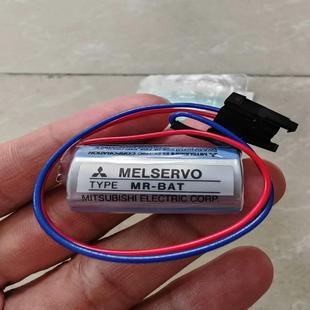 MELSERVO
TYPE MR-BAT
MITSUBISHI ELECTRIC CORP.